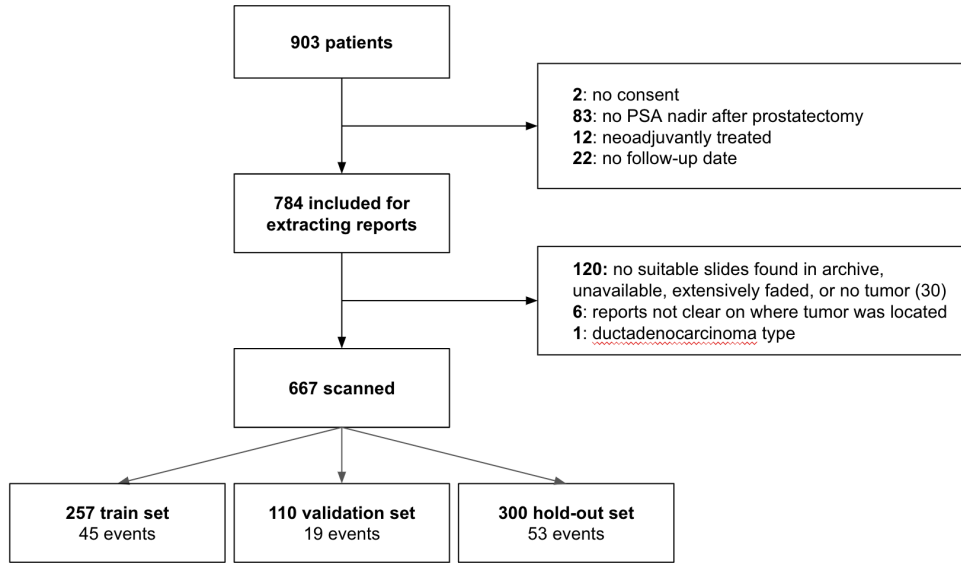 903 patients
2: no consent
83: no PSA nadir after prostatectomy
12: neoadjuvantly treated
22: no follow-up date
784 included for
extracting reports
120: no suitable slides found in archive,
unavailable, extensively faded, or no tumor (30)
6: reports not clear on where tumor was located
1: ductadenocarcinoma type
667 scanned
257 train set
45 events
110 validation set
19 events
300 hold-out set
53 events